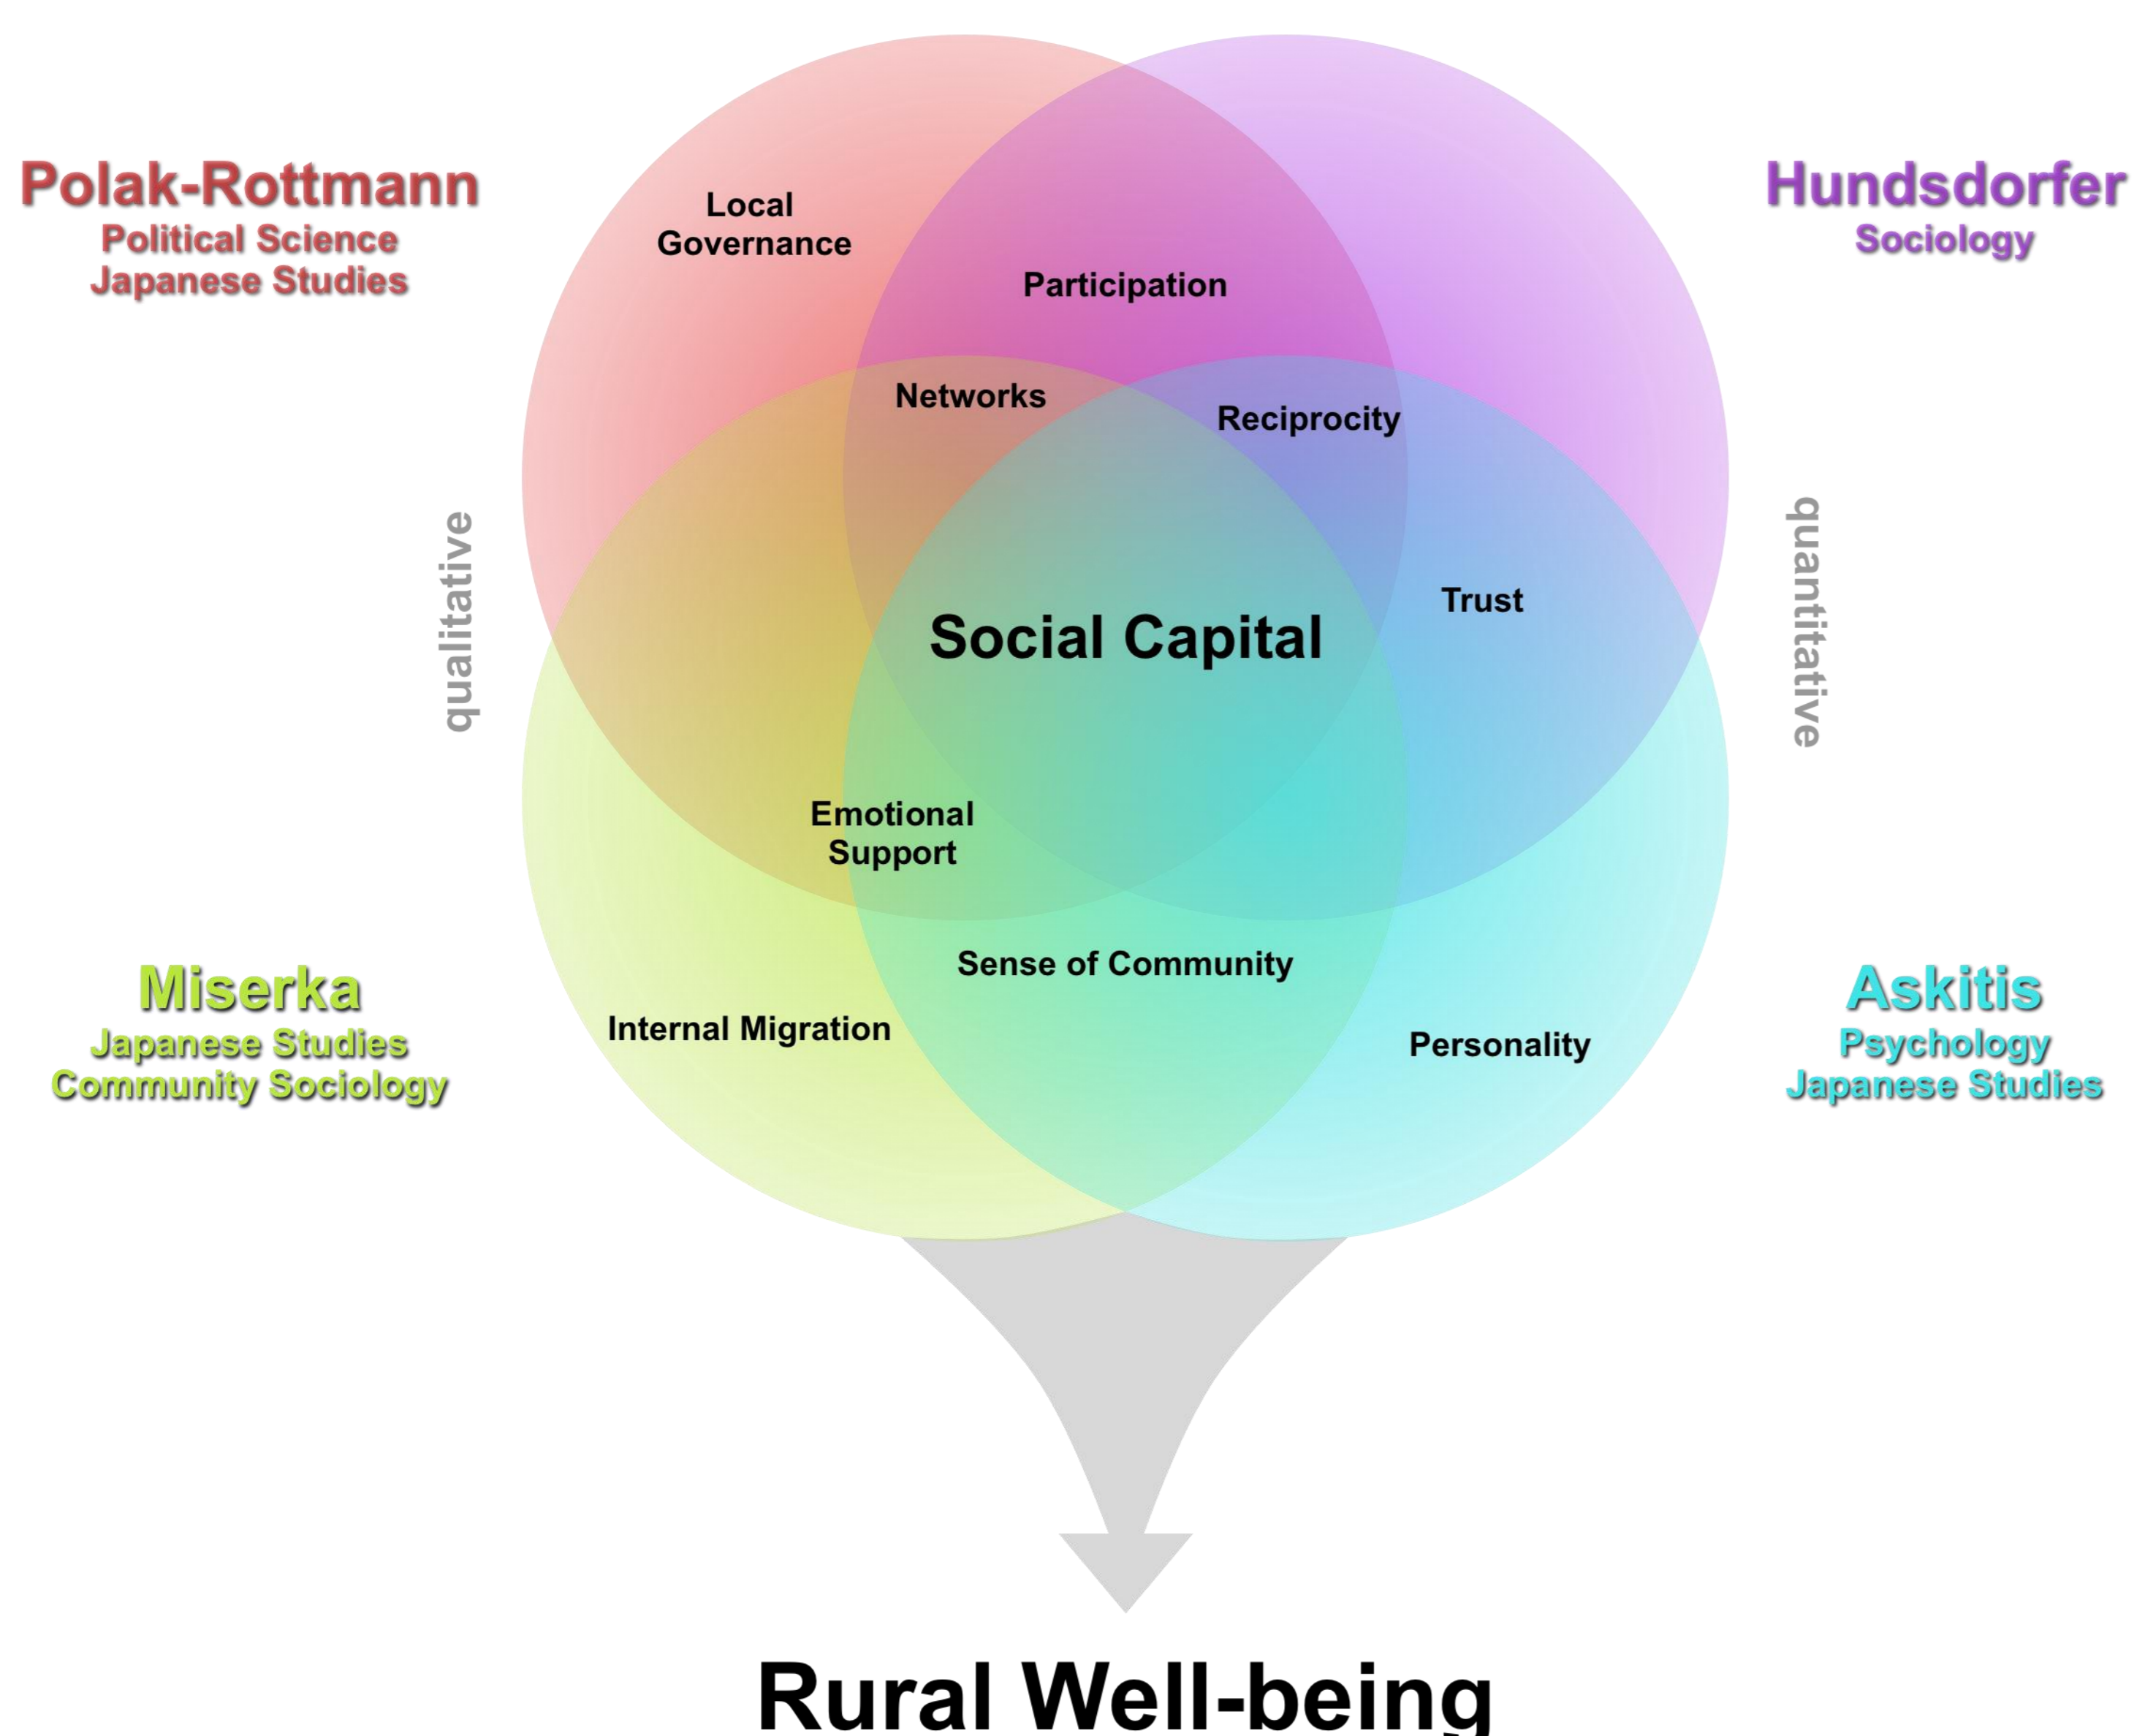 Polak-Rottmann
Political Science
Japanese Studies
Hundsdorfer
Sociology
Local
Governance
Participation
Networks
Reciprocity
qualitative
quantitative
Trust
Social Capital
Emotional
Support
Sense of Community
Internal Migration
Personality
Miserka
Japanese Studies
Community Sociology
Askitis
Psychology
Japanese Studies
Rural Well-being